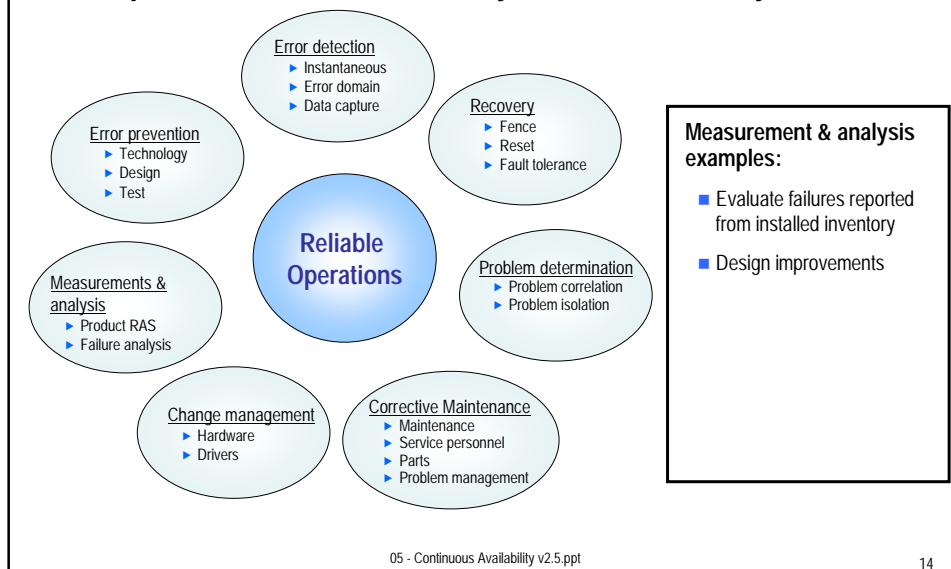 Error detection
► Instantaneous
► Error domain
► Data capture
Recovery
► Fence
► Reset
► Fault tolerance
Error prevention
► Technology
► Design
► Test
Reliable
Operations
Problem determination
► Problem correlation
► Problem isolation
Measurements &
analysis
► Product RAS
► Failure analysis
Change management
► Hardware
► Drivers
Corrective Maintenance
► Maintenance
► Service personnel
► Parts
► Problem management
Measurement & analysis
examples:
■ Evaluate failures reported
from installed inventory
■ Design improvements
05 - Continuous Availability v2.5.ppt
14